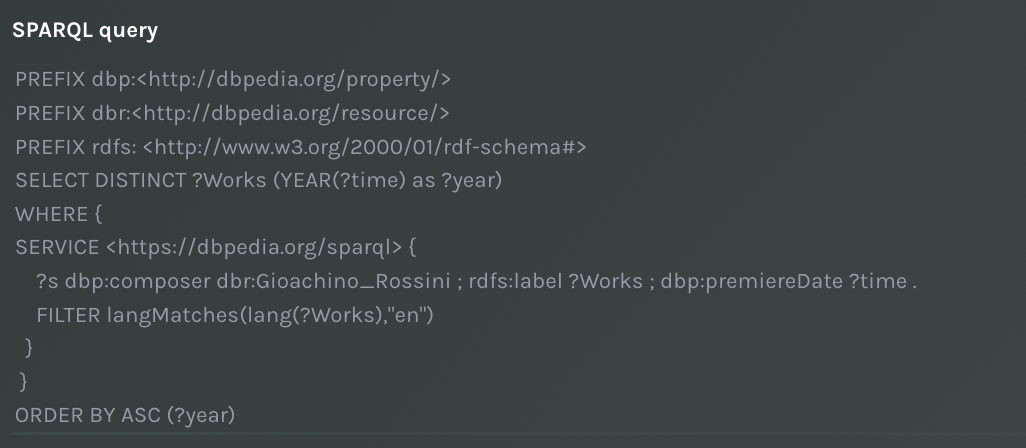 SPARQL query
PREFIX dbp:<http://dbpedia.org/property/>
PREFIX dbr:<http://dbpedia.org/resource/>
PREFIX rdfs: <http://www.w3.org/2000/01/rdf-schema#>
SELECT DISTINCT ?Works (YEAR(?time) as ?year)
WHERE {
SERVICE <https://dbpedia.org/sparql> {
?s dbp:composer dbr:Gioachino_Rossini ; rdfs:label ?Works ; dbp:premiereDate ?time .
FILTER langMatches(lang(?Works),"en")
}
}
ORDER BY ASC (?year)